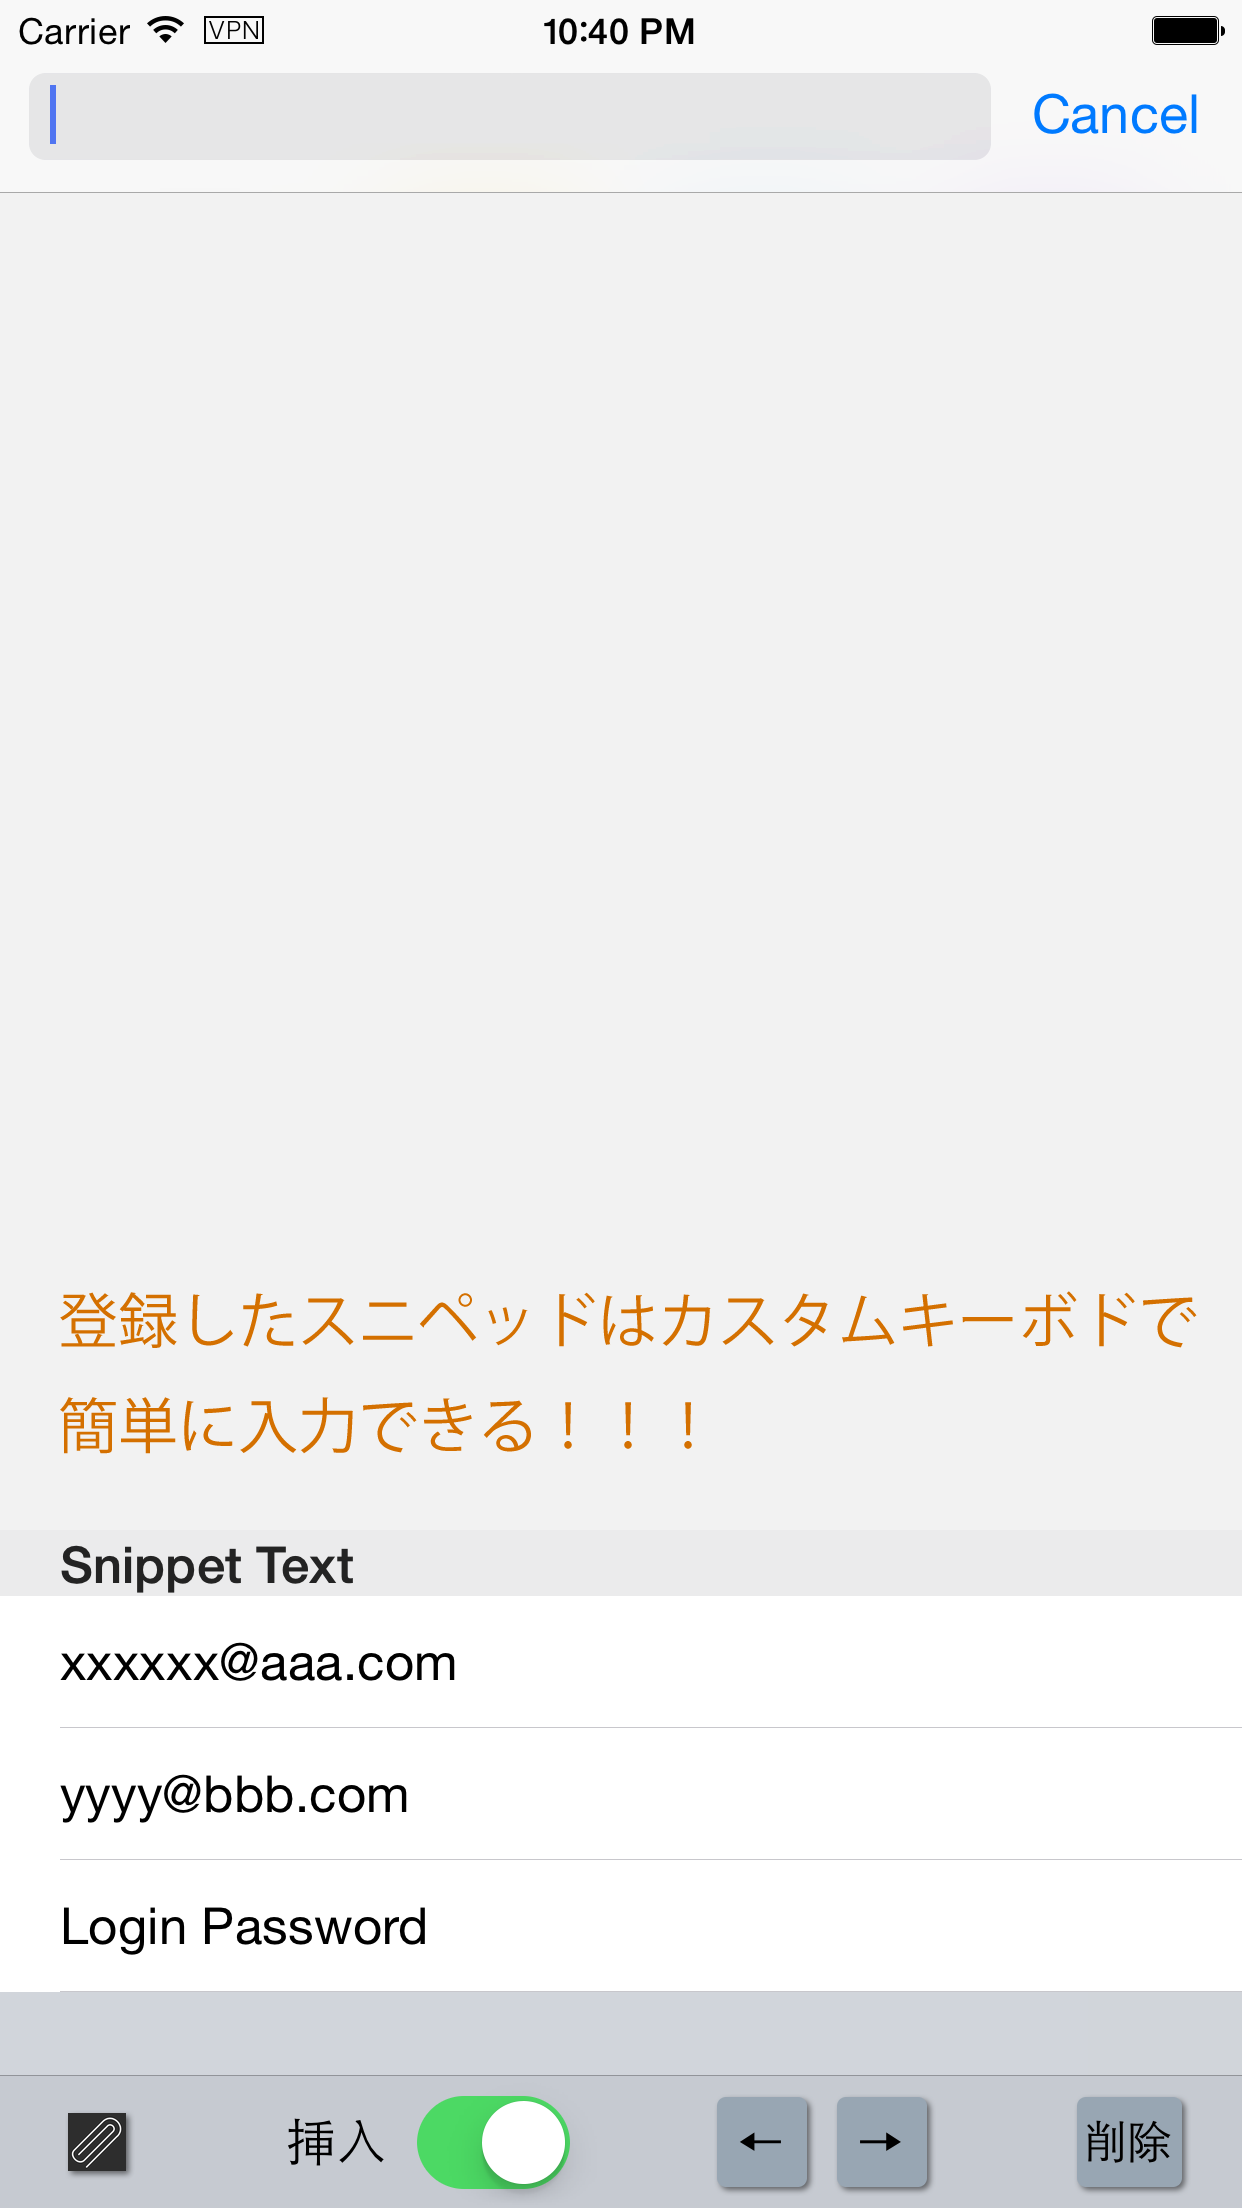 Carrier VPN 10:40 PM
Cancel
登録したスニペッドはカスタムキーボドで
簡単に入力できる！！！
Snippet Text
xxxxxx@aaa.com
yyyy@bbb.com
Login Password
挿入 ← → 削除